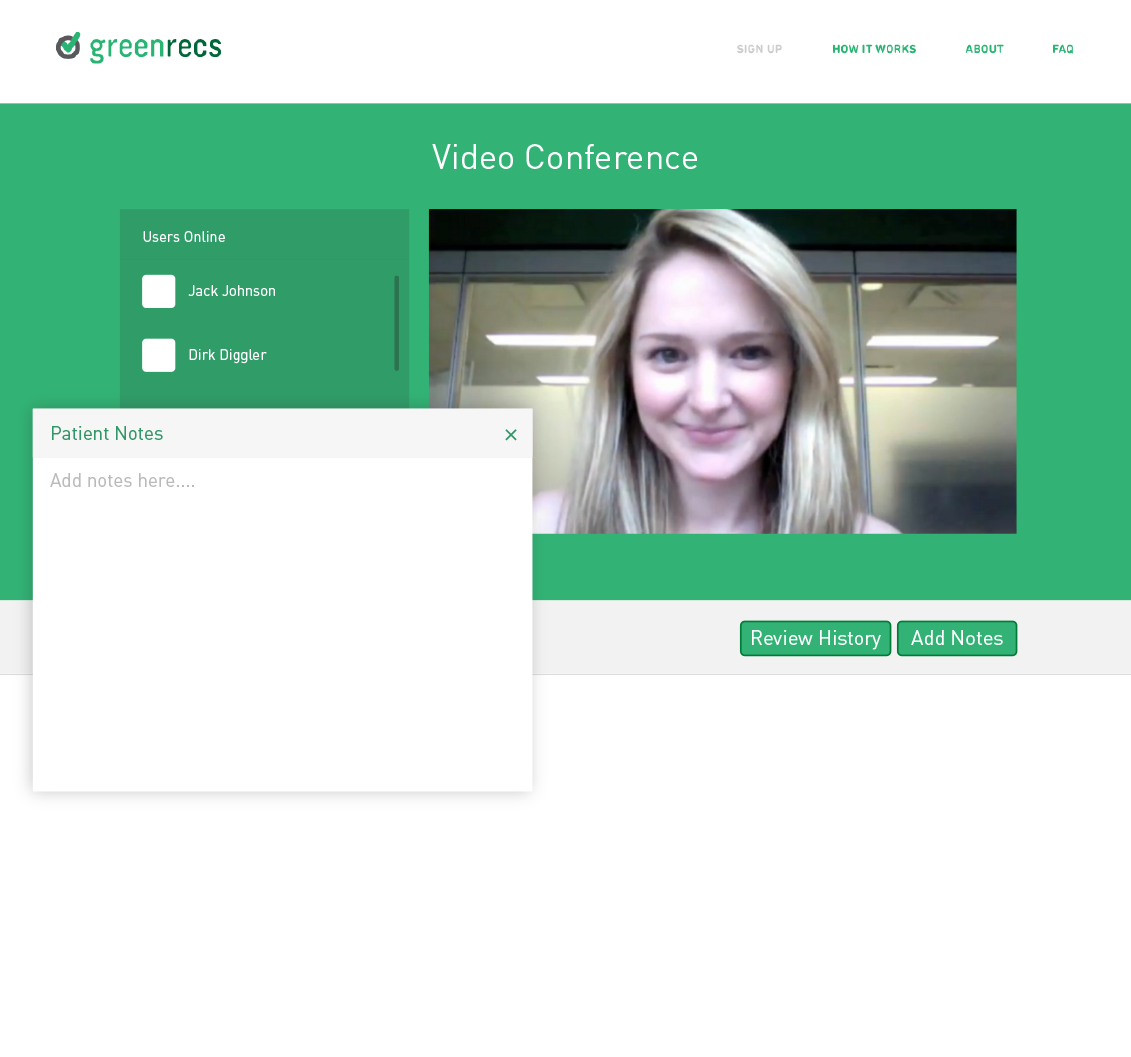 greenrecs
SIGN UP HOW IT WORKS ABOUT FAQ
Video Conference
Users Online
Jack Johnson
Dirk Diggler
Patient Notes
Add notes here....
Review History Add Notes